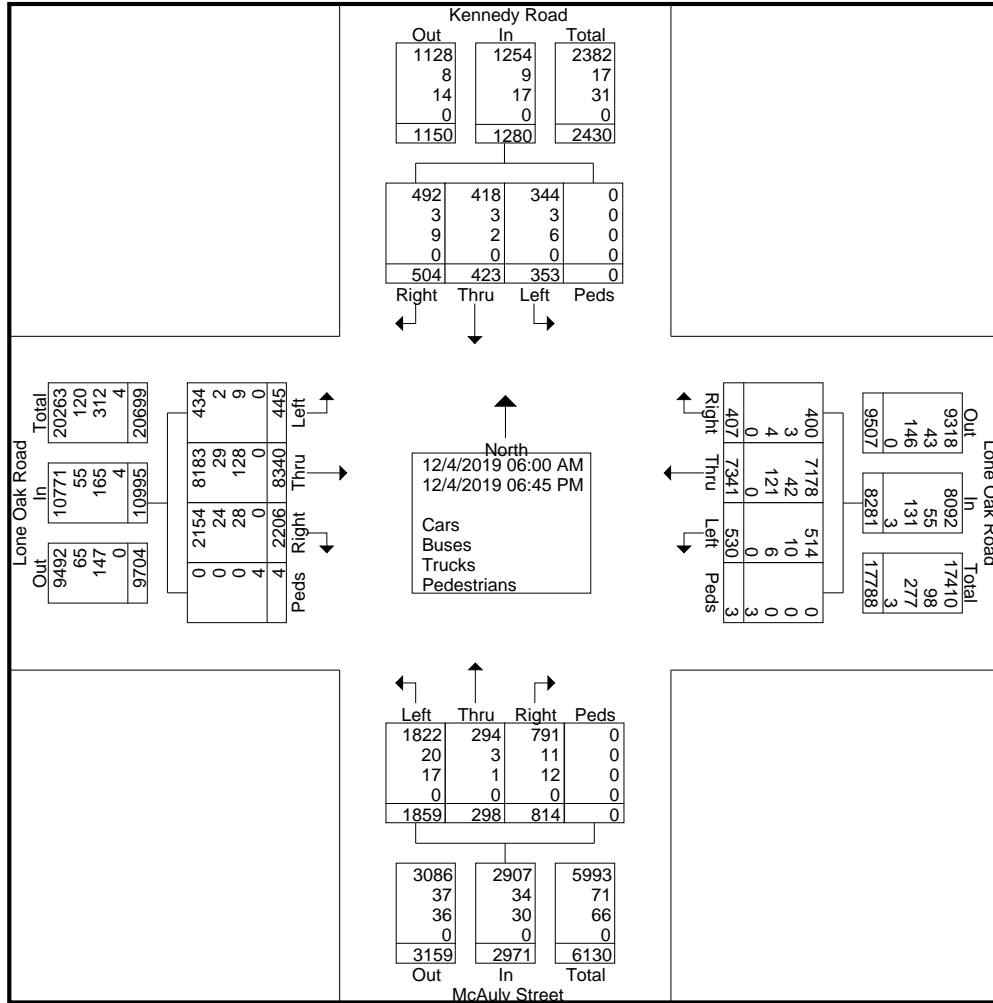 Kennedy Road
Out In Total
1128 1254 2382
8 9 17
14 17 31
0 0 0
1150 1280 2430
492 418 344 0
3 3 3 0
9 2 6 0
0 0 0 0
504 423 353 0
Right Thru Left Peds
Lone Oak Road
Total
20263
120
312
4
20699
In
10771
55
165
4
10995
Out
9492
65
147
0
9704
434
2
9
0
445
Left
8183
29
128
0
8340
Thru
2154
24
28
0
2206
Right
0
0
0
4
4
Peds
North
12/4/2019 06:00 AM
12/4/2019 06:45 PM
Cars
Buses
Trucks
Pedestrians
Right
400
3
4
0
407
Thru
7178
42
121
0
7341
Left
514
10
6
0
530
Peds
0
0
0
3
3
Lone Oak Road
Out
9318
43
146
0
9507
In
8092
55
131
3
8281
Total
17410
98
277
3
17788
Left Thru Right Peds
1822 294 791 0
20 3 11 0
17 1 12 0
0 0 0 0
1859 298 814 0
3086 2907 5993
37 34 71
36 30 66
0 0 0
3159 2971 6130
Out In Total
McAuly Street